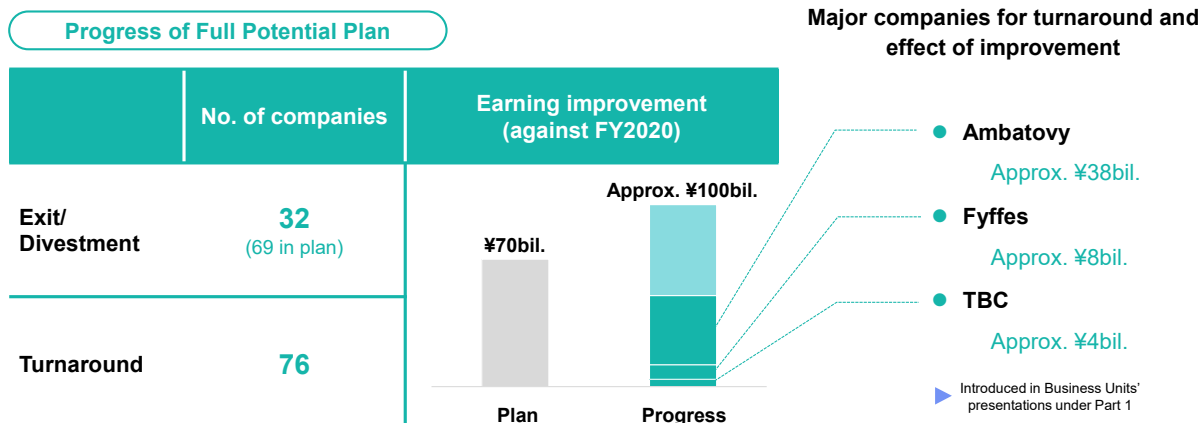 Progress of Full Potential Plan
Major companies for turnaround and
effect of improvement
No. of companies
Earning improvement
(against FY2020)
Exit/
Divestment
32
(69 in plan)
Turnaround
76
¥70bil.
Approx. ¥100bil.
Plan
Progress
Ambatovy
Approx. ¥38bil.
Fyffes
Approx. ¥8bil.
TBC
Approx. ¥4bil.
Introduced in Business Units'
presentations under Part 1